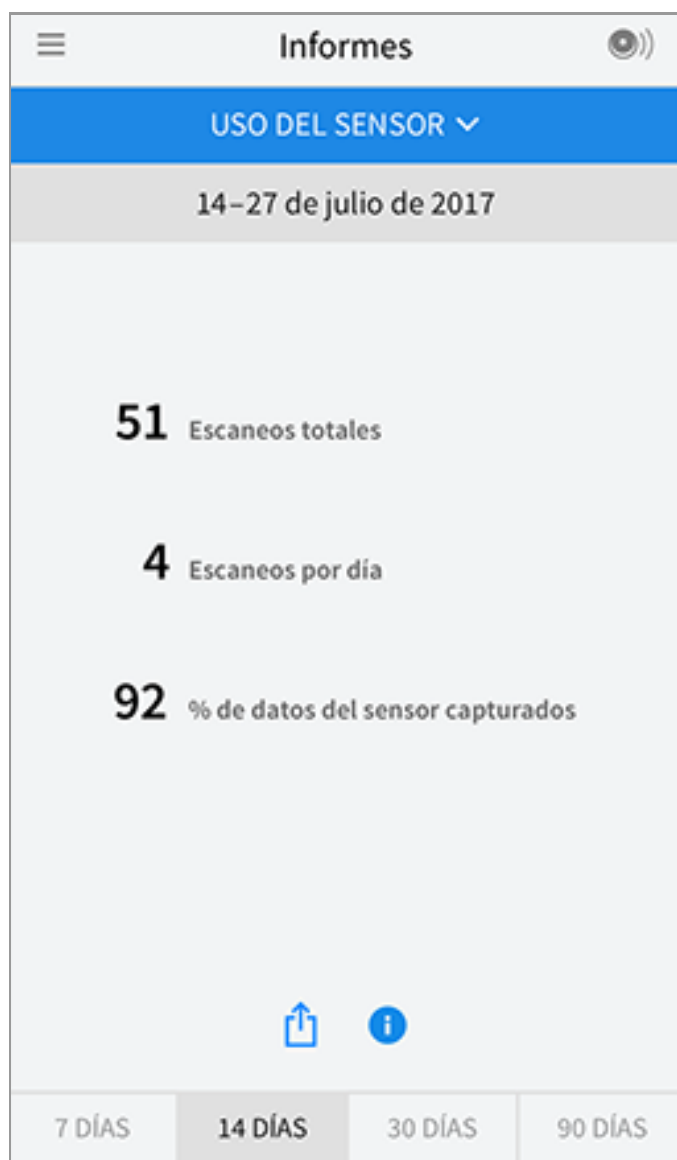 Informes
USO DEL SENSOR
14–27 de julio de 2017
51 Escaneos totales
4 Escaneos por día
92 % de datos del sensor capturados
7 DÍAS 14 DÍAS 30 DÍAS 90 DÍAS